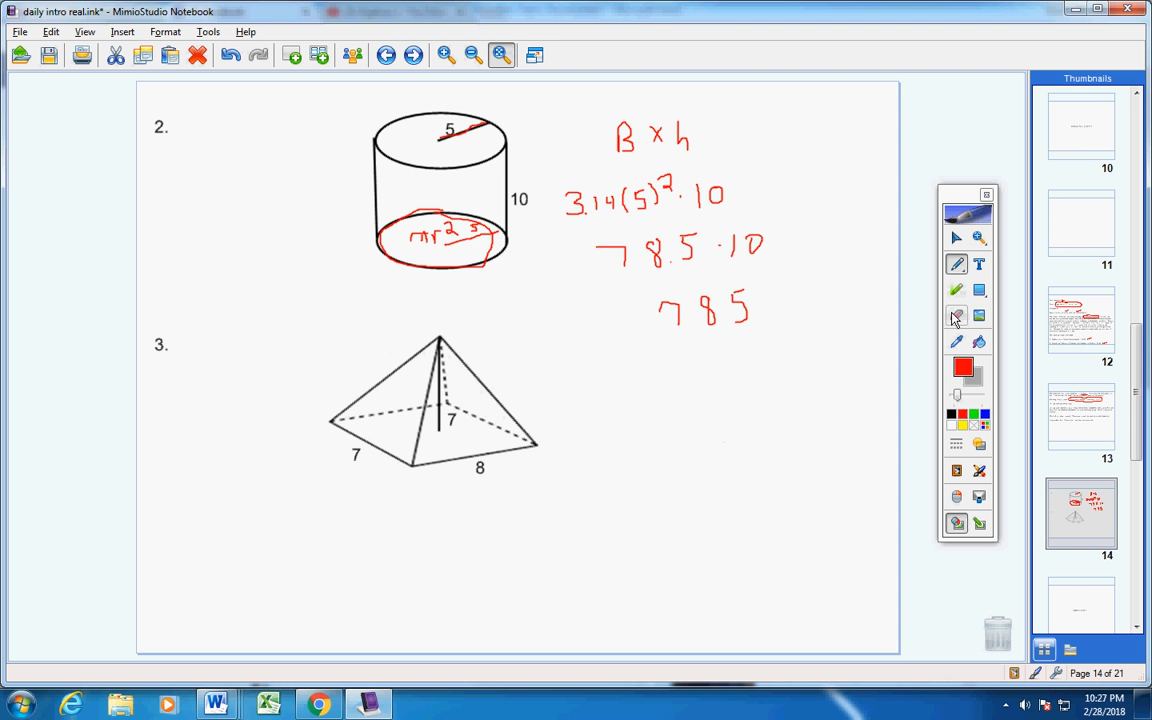 daily intro real.ink* - MimioStudio Notebook
File Edit View Insert Format Tools Help
Thumbnails
2.
5
10
πr² 5
B × h
3.14(5)²·10
78.5 ·10
785
3.
7
7
8
10
11
12
13
14
Page 14 of 21
10:27 PM
2/28/2018